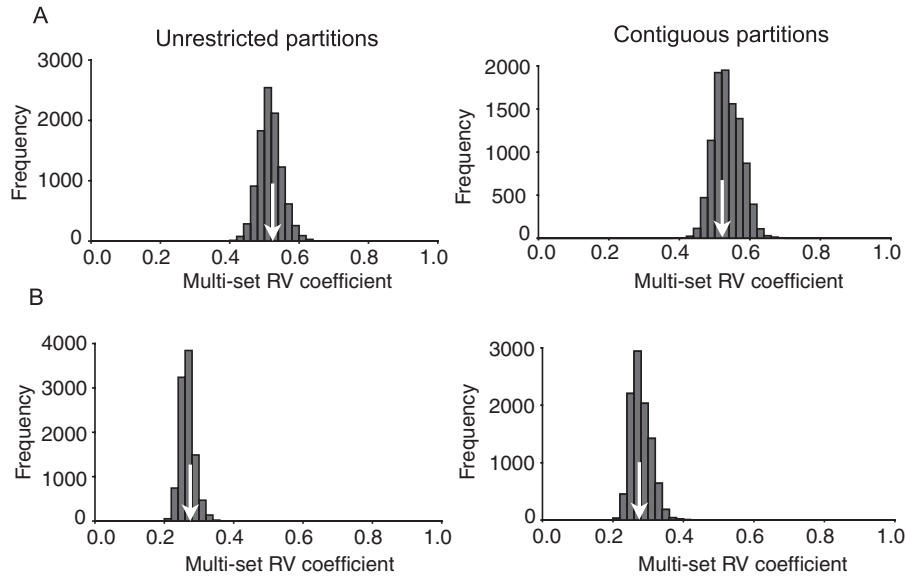 A
Unrestricted partitions
Contiguous partitions
3000
2000
1000
0
Frequency
0.0 0.2 0.4 0.6 0.8 1.0
Multi-set RV coefficient
2000
1500
1000
500
0
Frequency
0.0 0.2 0.4 0.6 0.8 1.0
Multi-set RV coefficient
B
4000
3000
2000
1000
0
Frequency
0.0 0.2 0.4 0.6 0.8 1.0
Multi-set RV coefficient
3000
2000
1000
0
Frequency
0.0 0.2 0.4 0.6 0.8 1.0
Multi-set RV coefficient